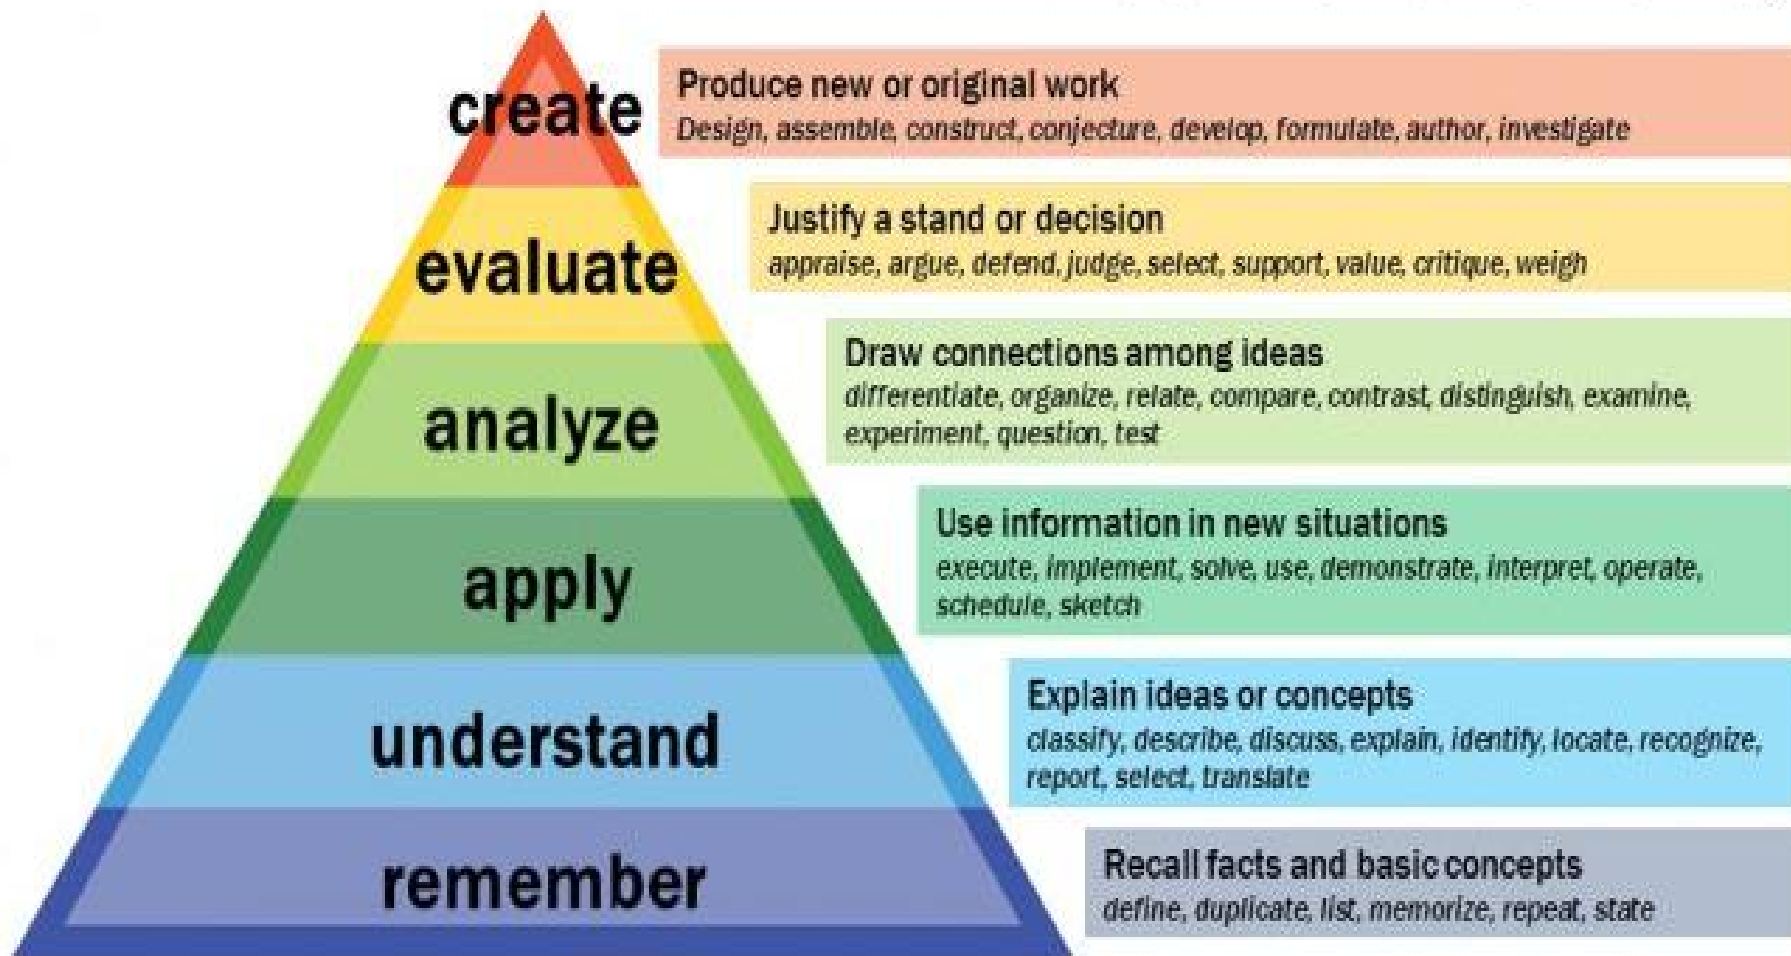 create
Produce new or original work
Design, assemble, construct, conjecture, develop, formulate, author, investigate
evaluate
Justify a stand or decision
appraise, argue, defend, judge, select, support, value, critique, weigh
analyze
Draw connections among ideas
differentiate, organize, relate, compare, contrast, distinguish, examine,
experiment, question, test
apply
Use information in new situations
execute, implement, solve, use, demonstrate, interpret, operate,
schedule, sketch
understand
Explain ideas or concepts
classify, describe, discuss, explain, identify, locate, recognize,
report, select, translate
remember
Recall facts and basic concepts
define, duplicate, list, memorize, repeat, state